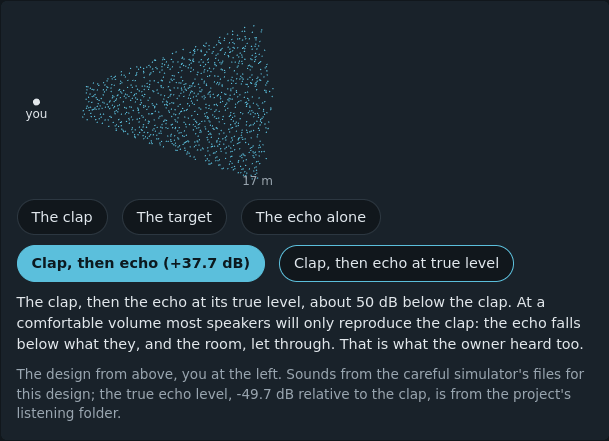 you
17 m
The clap
The target
The echo alone
Clap, then echo (+37.7 dB)
Clap, then echo at true level
The clap, then the echo at its true level, about 50 dB below the clap. At a
comfortable volume most speakers will only reproduce the clap: the echo falls
below what they, and the room, let through. That is what the owner heard too.
The design from above, you at the left. Sounds from the careful simulator's files for
this design; the true echo level, -49.7 dB relative to the clap, is from the project's
listening folder.